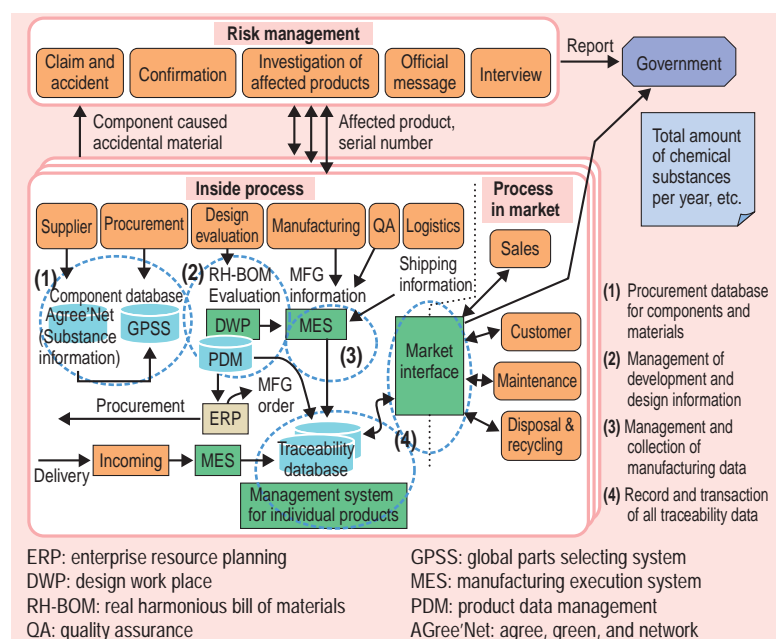 Risk management
Claim and
accident
Confirmation
Investigation of
affected products
Official
message
Interview
Report
Government
Component caused
accidental material
Affected product,
serial number
Total amount
of chemical
substances
per year, etc.
Inside process
Process
in market
Supplier
Procurement
Design
evaluation
Manufacturing
QA
Logistics
Sales
(1)
(2)
RH-BOM
Evaluation
MFG
information
Shipping
information
Component database
Agree'Net
(Substance
information)
GPSS
DWP
MES
PDM
(3)
Market
interface
Customer
Maintenance
Disposal &
recycling
Procurement
ERP
MFG
order
(4)
Delivery
Incoming
MES
Traceability
database
Management system
for individual products
(1) Procurement database
for components and
materials
(2) Management of
development and
design information
(3) Management and
collection of
manufacturing data
(4) Record and transaction
of all traceability data
ERP: enterprise resource planning
DWP: design work place
RH-BOM: real harmonious bill of materials
QA: quality assurance
GPSS: global parts selecting system
MES: manufacturing execution system
PDM: product data management
AGree'Net: agree, green, and network